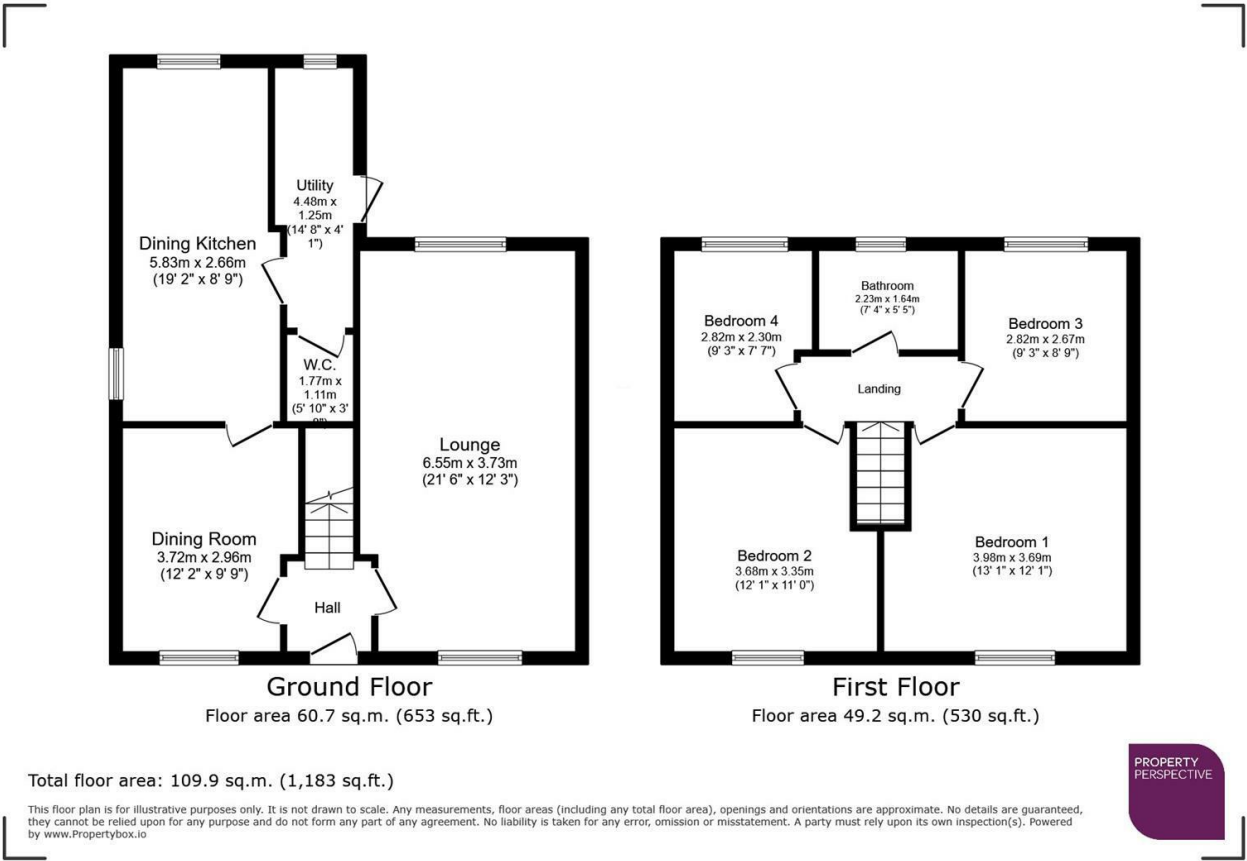 Utility
4.48m x
1.25m
(14' 8" x 4'
1")
Dining Kitchen
5.83m x 2.66m
(19' 2" x 8' 9")
W.C.
1.77m x
1.11m
(5' 10" x 3'
Lounge
6.55m x 3.73m
(21' 6" x 12' 3")
Dining Room
3.72m x 2.96m
(12' 2" x 9' 9")
Hall
Ground Floor
Floor area 60.7 sq.m. (653 sq.ft.)
Bedroom 4
2.82m x 2.30m
(9' 3" x 7' 7")
Bathroom
2.23m x 1.64m
(7' 4" x 5' 5")
Bedroom 3
2.82m x 2.67m
(9' 3" x 8' 9")
Landing
Bedroom 2
3.68m x 3.35m
(12' 1" x 11' 0")
Bedroom 1
3.98m x 3.69m
(13' 1" x 12' 1")
First Floor
Floor area 49.2 sq.m. (530 sq.ft.)
Total floor area: 109.9 sq.m. (1,183 sq.ft.)
This floor plan is for illustrative purposes only. It is not drawn to scale. Any measurements, floor areas (including any total floor area), openings and orientations are approximate. No details are guaranteed,
they cannot be relied upon for any purpose and do not form any part of any agreement. No liability is taken for any error, omission or misstatement. A party must rely upon its own inspection(s). Powered
by www.Propertybox.io
PROPERTY
PERSPECTIVE